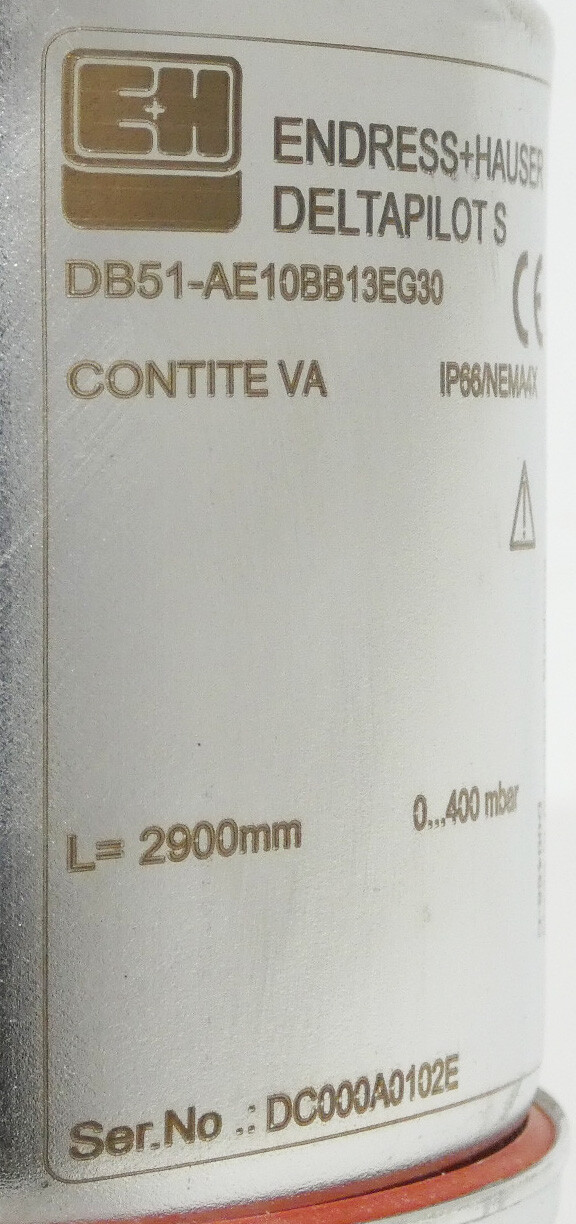 E+H
ENDRESS+HAUSER
DELTAPILOT S
DB51-AE10BB13EG30
CE
CONTITE VA IP66/NEMA4X
L= 2900mm 0...400 mbar
Ser.No .: DC000A0102E